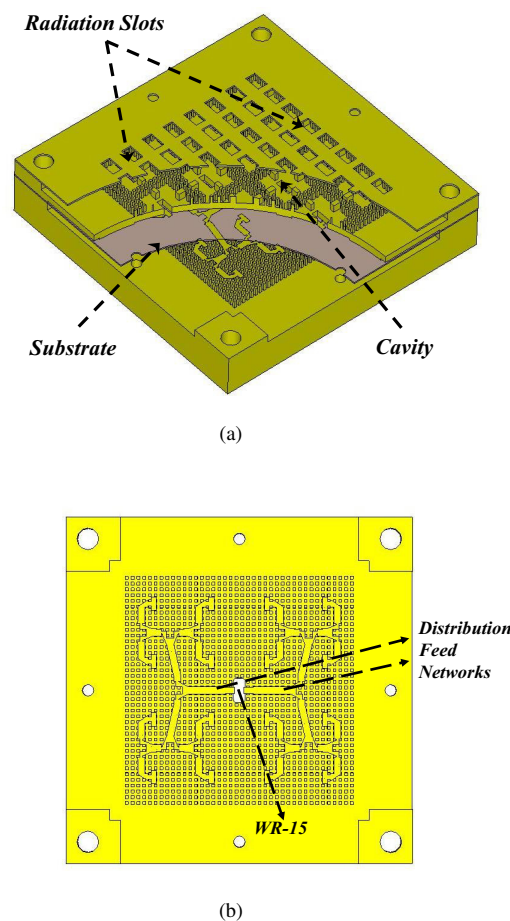 Radiation Slots
Substrate
Cavity
(a)
Distribution
Feed
Networks
WR-15
(b)